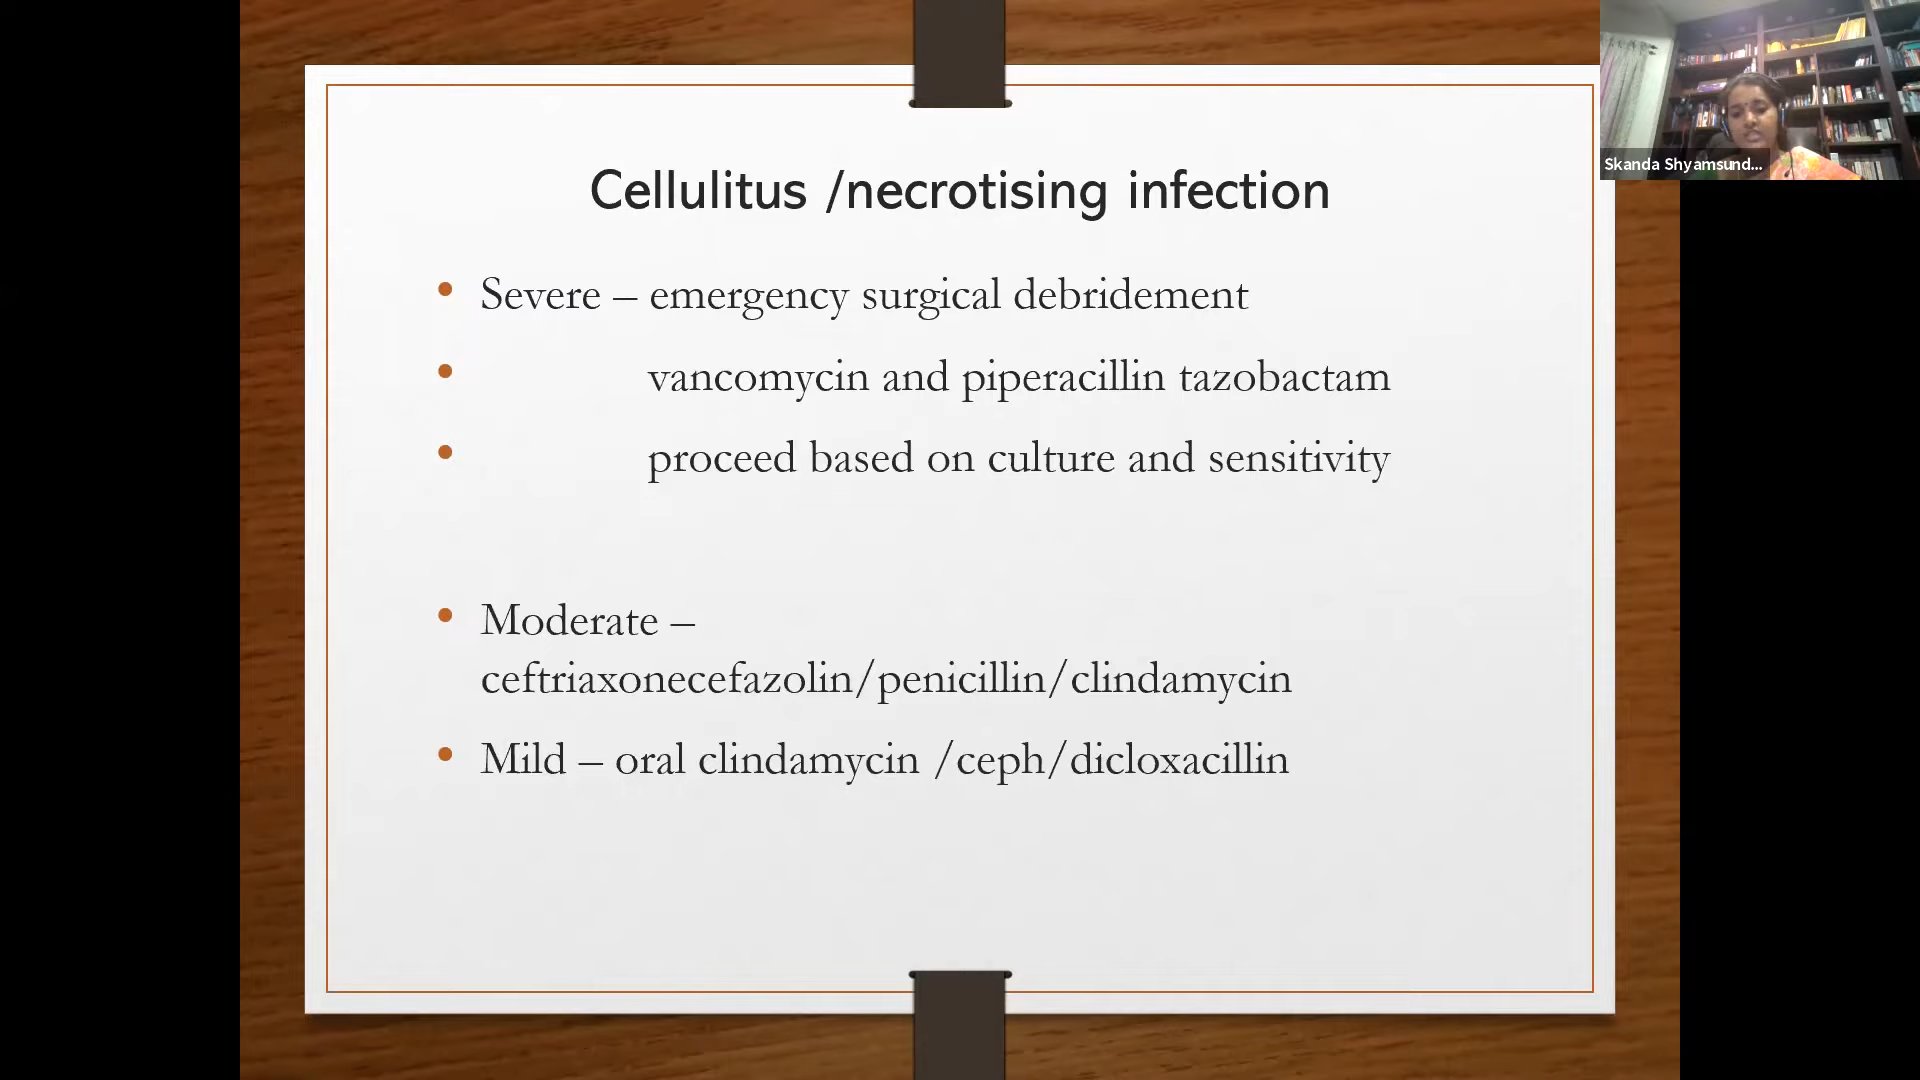 Skanda Shyamsund...
Cellulitus /necrotising infection
• Severe – emergency surgical debridement
• vancomycin and piperacillin tazobactam
• proceed based on culture and sensitivity
• Moderate –
ceftriaxonecefazolin/penicillin/clindamycin
• Mild – oral clindamycin /ceph/dicloxacillin